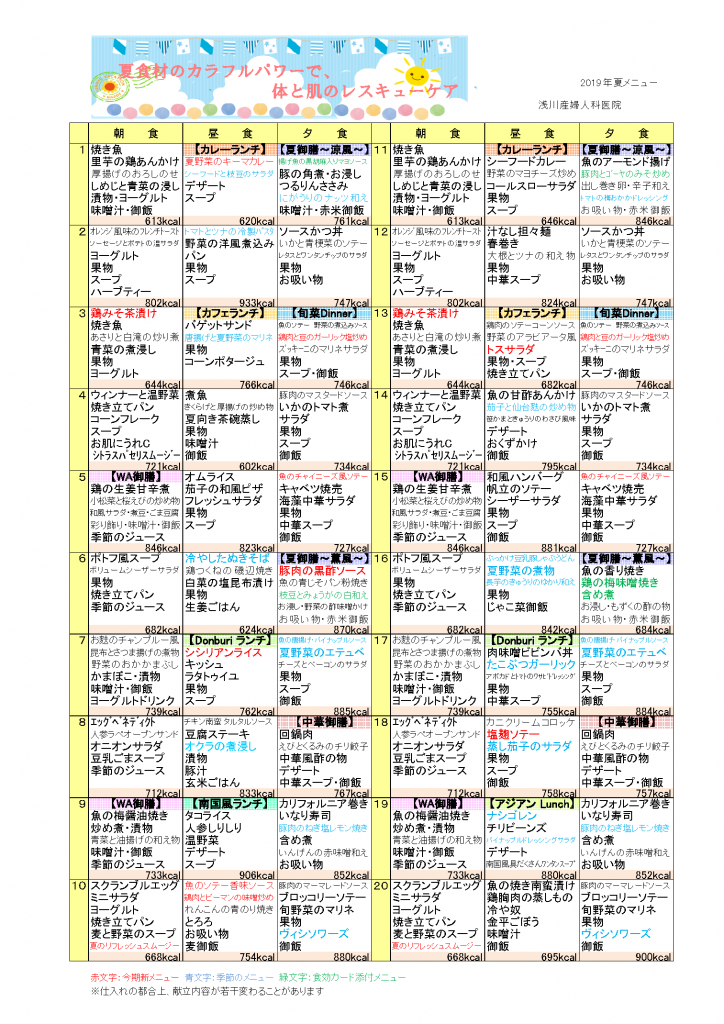 夏食材のカラフルパワーで、
体と肌のレスキューケア
2019年夏メニュー
浅川産婦人科医院
朝 食 昼 食 夕 食 朝 食 昼 食 夕 食
1
焼き魚
里芋の鶏あんかけ
厚揚げのおろしのせ
しめじと青菜の浸し
漬物・ヨーグルト
味噌汁・御飯
613kcal
【カレーランチ】
夏野菜のキーマカレー
シーフードと枝豆のサラダ
デザート
スープ
620kcal
【夏御膳～涼風～】
揚げ魚の黒胡麻入りマヨソース
豚の角煮・お浸し
つるりんささみ
にがうりのナッツ和え
味噌汁・赤米御飯
761kcal
11
焼き魚
里芋の鶏あんかけ
厚揚げのおろしのせ
しめじと青菜の浸し
漬物・ヨーグルト
味噌汁・御飯
613kcal
【カレーランチ】
シーフードカレー
野菜のマヨチーズ炒め
コールスローサラダ
果物
スープ
646kcal
【夏御膳～涼風～】
魚のアーモンド揚げ
豚肉とゴーヤのみそ炒め
出し巻き卵・辛子和え
トマトの梅おかかドレッシング
お吸い物・赤米御飯
846kcal
2
オレンジ風味のフレンチトースト
ソーセージとポテトの温サラダ
ヨーグルト
果物
スープ
ハーブティー
802kcal
トマトとツナの冷製パスタ
野菜の洋風煮込み
パン
果物
スープ
933kcal
ソースかつ丼
いかと青梗菜のソテー
レタスとワンタンチップのサラダ
果物
お吸い物
747kcal
12
オレンジ風味のフレンチトースト
ソーセージとポテトの温サラダ
ヨーグルト
果物
スープ
ハーブティー
802kcal
汁なし担々麺
春巻き
大根とツナの和え物
果物
中華スープ
824kcal
ソースかつ丼
いかと青梗菜のソテー
レタスとワンタンチップのサラダ
果物
お吸い物
747kcal
3
鶏みそ茶漬け
焼き魚
あさりと白滝の炒り煮
青菜の煮浸し
果物
ヨーグルト
644kcal
【カフェランチ】
バゲットサンド
唐揚げと夏野菜のマリネ
果物
コーンポタージュ
766kcal
【旬菜Dinner】
魚のソテー 野菜の煮込みソース
鶏肉と豆のガーリック塩炒め
ズッキーニのマリネサラダ
果物
スープ・御飯
746kcal
13
鶏みそ茶漬け
焼き魚
あさりと白滝の炒り煮
青菜の煮浸し
果物
ヨーグルト
644kcal
【カフェランチ】
鶏肉のソテーコーンソース
野菜のアラビアータ風
トスサラダ
果物・スープ
焼き立てパン
682kcal
【旬菜Dinner】
魚のソテー 野菜の煮込みソース
鶏肉と豆のガーリック塩炒め
ズッキーニのマリネサラダ
果物
スープ・御飯
746kcal
4
ウィンナーと温野菜
焼き立てパン
コーンフレーク
スープ
お肌にうれC
シトラスパセリスムージー
721kcal
煮魚
きくらげと厚揚げの炒め物
夏向き茶碗蒸し
果物
味噌汁
御飯
602kcal
豚肉のマスタードソース
いかのトマト煮
サラダ
果物
スープ
御飯
734kcal
14
ウィンナーと温野菜
焼き立てパン
コーンフレーク
スープ
お肌にうれC
シトラスパセリスムージー
721kcal
魚の甘酢あんかけ
茄子と仙台麩の炒め物
笹かまときゅうりのわさび風味
デザート
おくずかけ
御飯
795kcal
豚肉のマスタードソース
いかのトマト煮
サラダ
果物
スープ
御飯
734kcal
5
【WA御膳】
鶏の生姜甘辛煮
小松菜と桜えびの炒め物
和風サラダ・煮豆・ごま豆腐
彩り飾り・味噌汁・御飯
季節のジュース
846kcal
オムライス
茄子の和風ピザ
フレッシュサラダ
果物
スープ
823kcal
魚のチャイニーズ風ソテー
キャベツ焼売
海藻中華サラダ
果物
中華スープ
御飯
727kcal
15
【WA御膳】
鶏の生姜甘辛煮
小松菜と桜えびの炒め物
和風サラダ・煮豆・ごま豆腐
彩り飾り・味噌汁・御飯
季節のジュース
846kcal
和風ハンバーグ
帆立のソテー
シーザーサラダ
果物
スープ
御飯
881kcal
魚のチャイニーズ風ソテー
キャベツ焼売
海藻中華サラダ
果物
中華スープ
御飯
727kcal
6
ポトフ風スープ
ボリュームシーザーサラダ
果物
焼き立てパン
季節のジュース
682kcal
冷やしたぬきそば
鶏つくねの磯辺焼き
白菜の塩昆布漬け
果物
生姜ごはん
624kcal
【夏御膳～薫風～】
豚肉の黒酢ソース
魚の青じそパン粉焼き
枝豆とみょうがの白和え
お浸し・野菜の酢味噌かけ
お吸い物・赤米御飯
870kcal
16
ポトフ風スープ
ボリュームシーザーサラダ
果物
焼き立てパン
季節のジュース
682kcal
ぶっかけ豆乳豚しゃぶうどん
夏野菜の煮物
長芋のきゅうりのゆかり和え
果物
じゃこ菜御飯
842kcal
【夏御膳～薫風～】
魚の香り焼き
鶏の梅味噌焼き
含め煮
お浸し・もずくの酢の物
お吸い物・赤米御飯
684kcal
7
お麩のチャンプルー風
昆布とさつま揚げの煮物
野菜のおかかまぶし
かまぼこ・漬物
味噌汁・御飯
ヨーグルトドリンク
739kcal
【Donburi ランチ】
シシリアンライス
キッシュ
ラタトゥイユ
果物
スープ
762kcal
魚の唐揚げ・パイナップルソース
夏野菜のエテュベ
チーズとベーコンのサラダ
果物
スープ
御飯
885kcal
17
お麩のチャンプルー風
昆布とさつま揚げの煮物
野菜のおかかまぶし
かまぼこ・漬物
味噌汁・御飯
ヨーグルトドリンク
739kcal
【Donburi ランチ】
肉味噌ビビンバ丼
たこぶつガーリック
アボカドとトマトのワサビドレッシング
果物
中華スープ
755kcal
魚の唐揚げ・パイナップルソース
夏野菜のエテュベ
チーズとベーコンのサラダ
果物
スープ
御飯
884kcal
8
エッグベネディクト
人参ラペオープンサンド
オニオンサラダ
豆乳ごまスープ
季節のジュース
712kcal
チキン南蛮 タルタルソース
豆腐ステーキ
オクラの煮浸し
漬物
豚汁
玄米ごはん
833kcal
【中華御膳】
回鍋肉
えびとくるみのチリ餃子
中華風酢の物
デザート
中華スープ・御飯
767kcal
18
エッグベネディクト
人参ラペオープンサンド
オニオンサラダ
豆乳ごまスープ
季節のジュース
712kcal
カニクリームコロッケ
塩麹ソテー
蒸し茄子のサラダ
果物
スープ
御飯
758kcal
【中華御膳】
回鍋肉
えびとくるみのチリ餃子
中華風酢の物
デザート
中華スープ・御飯
757kcal
9
【WA御膳】
魚の梅醤油焼き
炒め煮・漬物
青菜と油揚げの和え物
味噌汁・御飯
季節のジュース
733kcal
【南国風ランチ】
タコライス
人参しりしり
温野菜
デザート
スープ
906kcal
カリフォルニア巻き
いなり寿司
豚肉のねぎ塩レモン焼き
含め煮
いんげんの赤味噌和え
お吸い物
852kcal
19
【WA御膳】
魚の梅醤油焼き
炒め煮・漬物
青菜と油揚げの和え物
味噌汁・御飯
季節のジュース
733kcal
【アジアン Lunch】
ナシゴレン
チリビーンズ
パイナップルドレッシングサラダ
デザート
南国風具だくさんワンタンスープ
880kcal
カリフォルニア巻き
いなり寿司
豚肉のねぎ塩レモン焼き
含め煮
いんげんの赤味噌和え
お吸い物
852kcal
10
スクランブルエッグ
ミニサラダ
ヨーグルト
焼き立てパン
麦と野菜のスープ
夏のリフレッシュスムージー
668kcal
魚のソテー香味ソース
鶏肉とピーマンの味噌炒め
れんこんの青のり焼き
とろろ
お吸い物
麦御飯
754kcal
豚肉のマーマレードソース
ブロッコリーソテー
旬野菜のマリネ
果物
ヴィシソワーズ
御飯
880kcal
20
スクランブルエッグ
ミニサラダ
ヨーグルト
焼き立てパン
麦と野菜のスープ
夏のリフレッシュスムージー
668kcal
魚の焼き南蛮漬け
鶏胸肉の蒸しもの
冷や奴
金平ごぼう
味噌汁
御飯
695kcal
豚肉のマーマレードソース
ブロッコリーソテー
旬野菜のマリネ
果物
ヴィシソワーズ
御飯
900kcal
赤文字：今期新メニュー 青文字：季節のメニュー 緑文字：食効カード添付メニュー
※仕入れの都合上、献立内容が若干変わることがあります